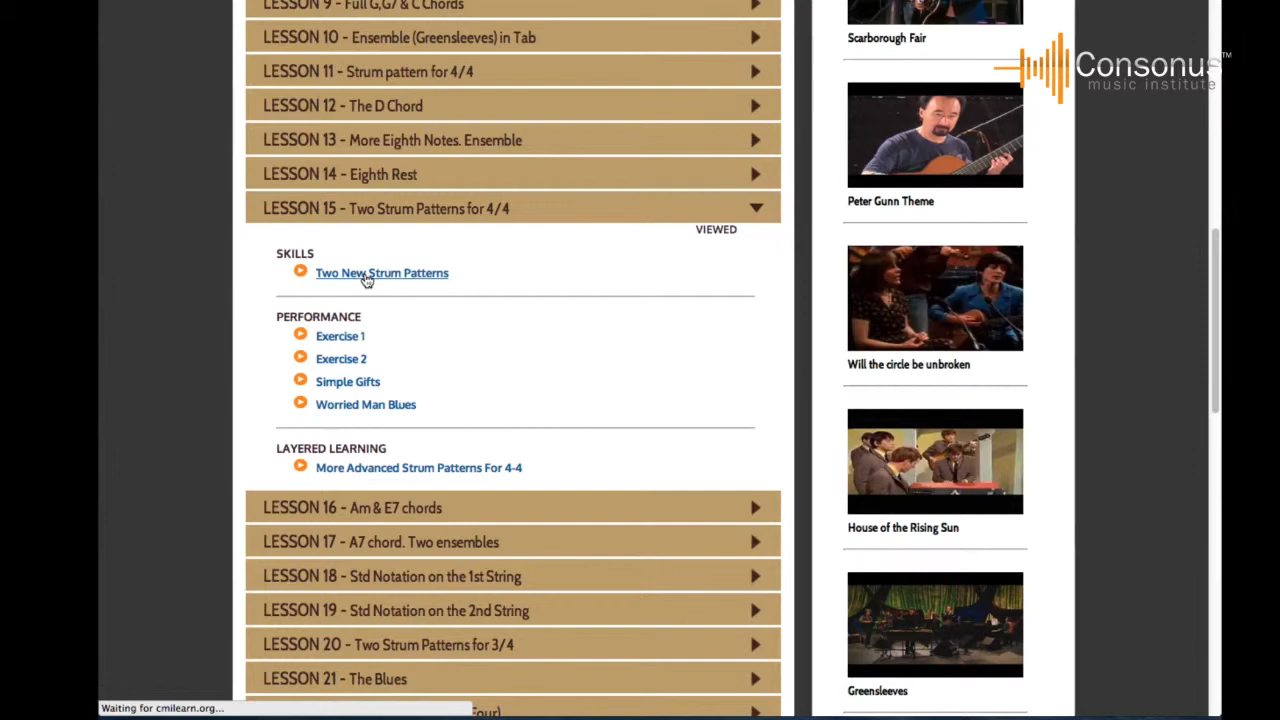 LESSON 9 - Full G,G7 & C Chords
LESSON 10 - Ensemble (Greensleeves) in Tab
LESSON 11 - Strum pattern for 4/4
LESSON 12 - The D Chord
LESSON 13 - More Eighth Notes. Ensemble
LESSON 14 - Eighth Rest
LESSON 15 - Two Strum Patterns for 4/4
VIEWED
SKILLS
Two New Strum Patterns
PERFORMANCE
Exercise 1
Exercise 2
Simple Gifts
Worried Man Blues
LAYERED LEARNING
More Advanced Strum Patterns For 4-4
LESSON 16 - Am & E7 chords
LESSON 17 - A7 chord. Two ensembles
LESSON 18 - Std Notation on the 1st String
LESSON 19 - Std Notation on the 2nd String
LESSON 20 - Two Strum Patterns for 3/4
LESSON 21 - The Blues
Four)
Waiting for cmilearn.org...
Scarborough Fair
Consonus™
music institute
Peter Gunn Theme
Will the circle be unbroken
House of the Rising Sun
Greensleeves